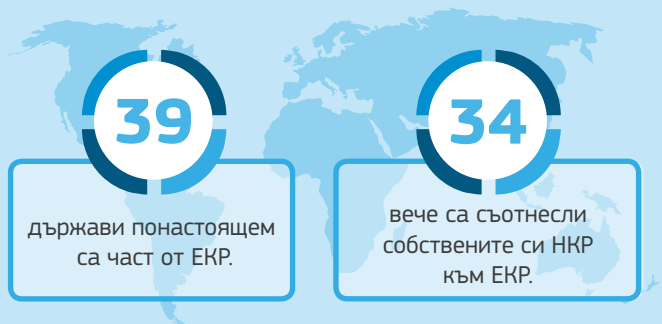 39
държави понастоящем
са част от ЕКР.
34
вече са съотнесли
собствените си НКР
към ЕКР.